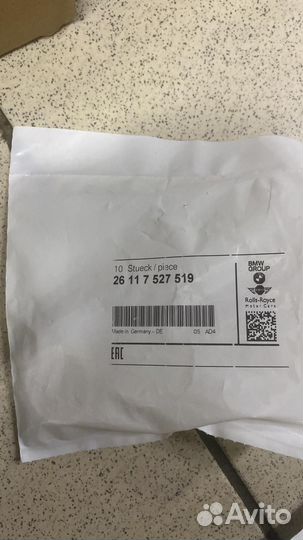 10 Stueck / piece
26 11 7 527 519
Made in Germany - DE 05 AD4
BMW
GROUP
Rolls-Royce
Motor Cars
EAC
Avito